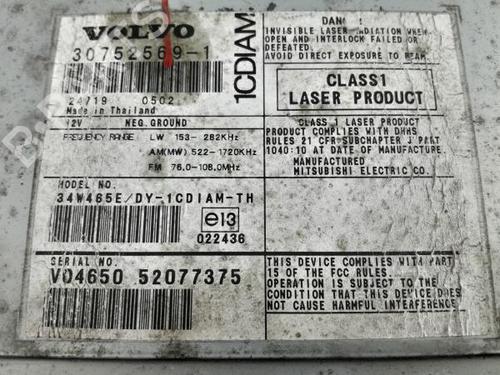 VOLVO
30752569-1
24719 0502
Made in Thailand
12V NEG. GROUND
FREQUENCY RANGE LW 153-282KHz
AM(MW) 522-1720KHz
FM 76.0-108.0MHz
MODEL NO.
34W465E/DY-1CDIAM-TH
e13
022436
SERIAL NO.
V04650 52077375
1CDIAM
INVISIBLE LASER RADIATION WHEN
OPEN AND INTERLOCK FAILED OR
DEFEATED.
AVOID DIRECT EXPOSURE TO BEAM
CLASS1
LASER PRODUCT
CLASS 1 LASER PRODUCT
PRODUCT COMPLIES WITH DHHS
RULES 21 CFR SUBCHAPTER J PART
1040:10 AT DATE OF MANUFACTURE.
MANUFACTURED
MITSUBISHI ELECTRIC CO.
THIS DEVICE COMPLIES WITH PART
15 OF THE FCC RULES.
OPERATION IS SUBJECT TO THE
CONDITION THAT THIS DEVICE DOES
NOT CAUSE HARMFUL INTERFERENCE